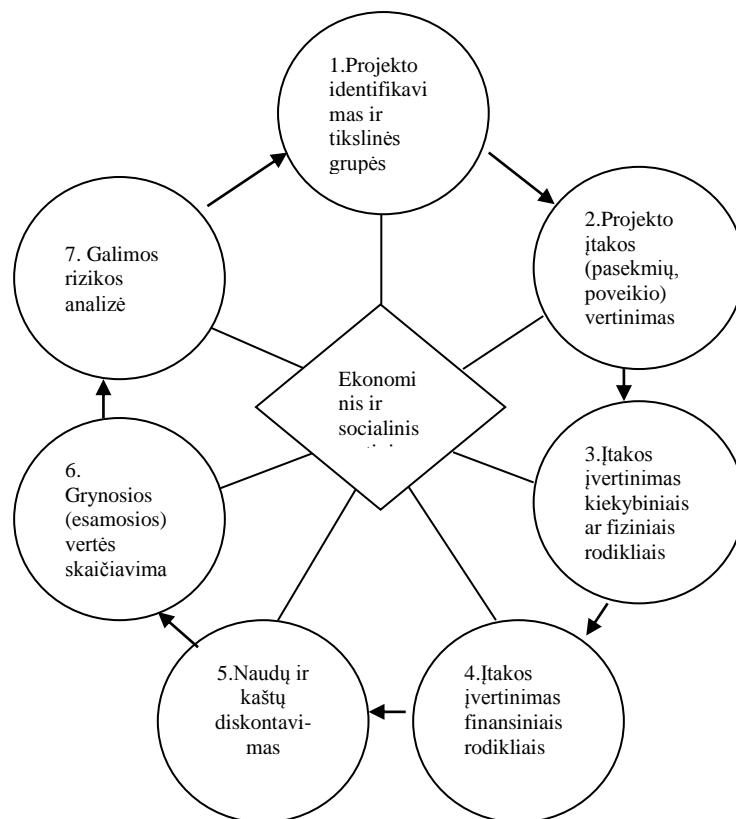 1.Projekto
identifikavi
mas ir
tikslinės
grupės
2.Projekto
įtakos
(pasekmių,
poveikio)
vertinimas
3.Įtakos
įvertinimas
kiekybiniais
ar fiziniais
rodikliais
4.Įtakos
įvertinimas
finansiniais
rodikliais
5.Naudų ir
kaštų
diskontavi-
mas
6.
Grynosios
(esamosios)
vertės
skaičiavima
7. Galimos
rizikos
analizė
Ekonomi
nis ir
socialinis